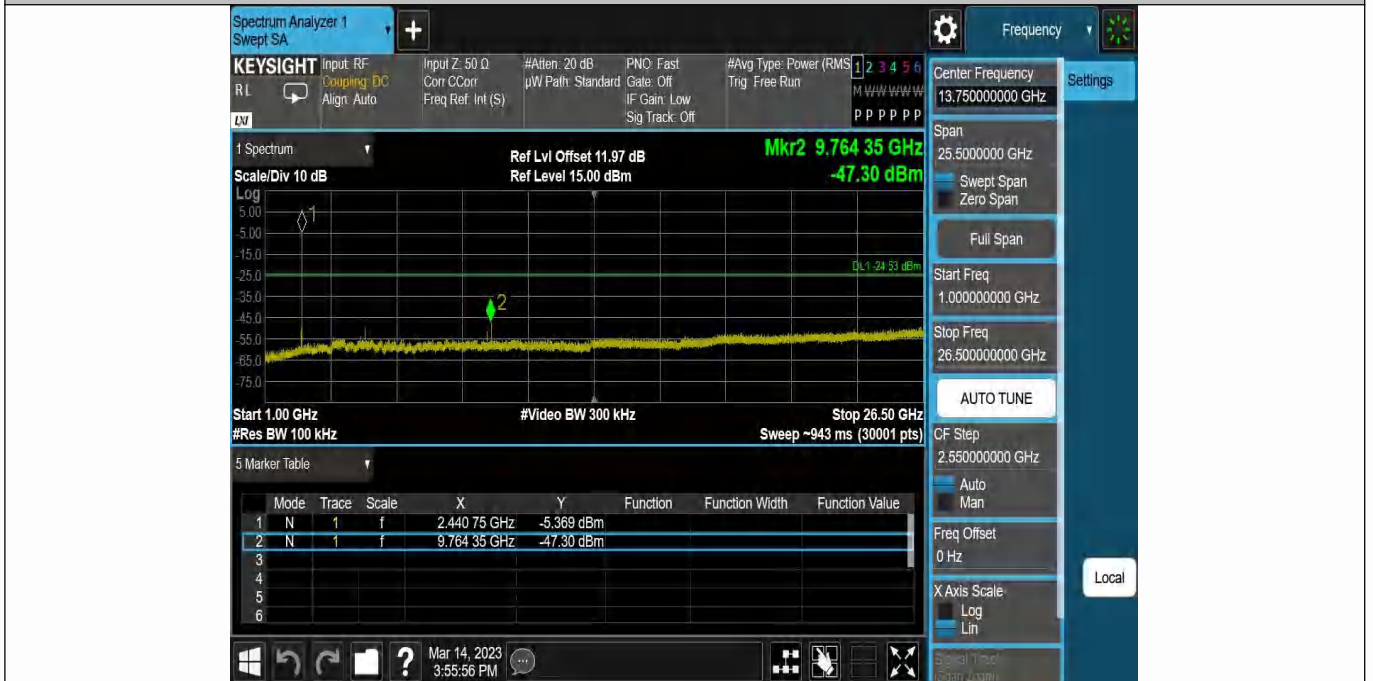 Spectrum Analyzer 1
Swept SA
+
Frequency
KEYSIGHT
RL
LXI
Input: RF
Coupling: DC
Align: Auto
Input Z: 50 Ω
Corr CCorr
Freq Ref: Int (S)
#Atten: 20 dB
µW Path: Standard
PNO: Fast
Gate: Off
IF Gain: Low
Sig Track: Off
#Avg Type: Power (RMS
Trig: Free Run
1 2 3 4 5 6
M W W W W W
P P P P P P
Center Frequency
13.750000000 GHz
Settings
Span
25.5000000 GHz
Swept Span
Zero Span
Full Span
Start Freq
1.000000000 GHz
Stop Freq
26.500000000 GHz
AUTO TUNE
CF Step
2.550000000 GHz
Auto
Man
Freq Offset
0 Hz
X Axis Scale
Log
Lin
Local
1 Spectrum
Scale/Div 10 dB
Ref Lvl Offset 11.97 dB
Ref Level 15.00 dBm
Mkr2 9.764 35 GHz
-47.30 dBm
Log
5.00
-5.00
-15.0
-25.0
-35.0
-45.0
-55.0
-65.0
-75.0
1
2
DL1 -24.53 dBm
Start 1.00 GHz
#Res BW 100 kHz
#Video BW 300 kHz
Stop 26.50 GHz
Sweep ~943 ms (30001 pts)
5 Marker Table
Mode Trace Scale X Y Function Function Width Function Value
1 N 1 f 2.440 75 GHz -5.369 dBm
2 N 1 f 9.764 35 GHz -47.30 dBm
3
4
5
6
?
Mar 14, 2023
3:55:56 PM